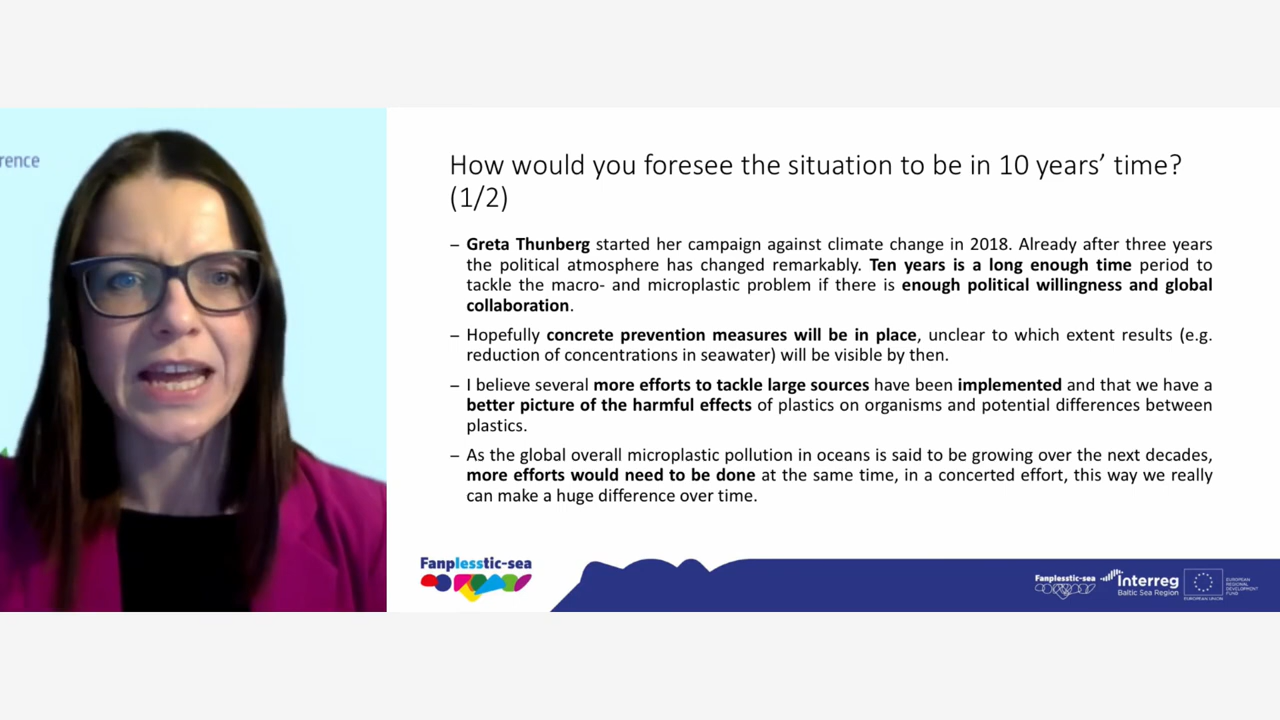 rence
How would you foresee the situation to be in 10 years’ time?
(1/2)
– Greta Thunberg started her campaign against climate change in 2018. Already after three years
the political atmosphere has changed remarkably. Ten years is a long enough time period to
tackle the macro- and microplastic problem if there is enough political willingness and global
collaboration.
– Hopefully concrete prevention measures will be in place, unclear to which extent results (e.g.
reduction of concentrations in seawater) will be visible by then.
– I believe several more efforts to tackle large sources have been implemented and that we have a
better picture of the harmful effects of plastics on organisms and potential differences between
plastics.
– As the global overall microplastic pollution in oceans is said to be growing over the next decades,
more efforts would need to be done at the same time, in a concerted effort, this way we really
can make a huge difference over time.
Fanplesstic-sea
Fanplesstic-sea
Interreg
Baltic Sea Region
EUROPEAN UNION
EUROPEAN
REGIONAL
DEVELOPMENT
FUND